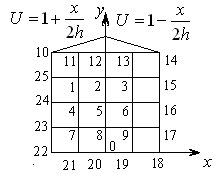 U = 1 + x/2h
y
U = 1 − x/2h
10
11 12 13
14
25
1 2 3
15
24
4 5 6
16
23
7 8 9
17
22
0
21 20 19 18
x